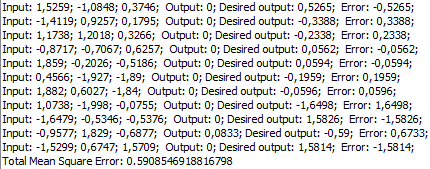 Input: 1,5259; -1,0848; 0,3746; Output: 0; Desired output: 0,5265; Error: -0,5265;
Input: -1,4119; 0,9257; 0,1795; Output: 0; Desired output: -0,3388; Error: 0,3388;
Input: 1,1738; 1,2018; 0,3266; Output: 0; Desired output: -0,2338; Error: 0,2338;
Input: -0,8717; -0,7067; 0,6257; Output: 0; Desired output: 0,0562; Error: -0,0562;
Input: 1,859; -0,2026; -0,5186; Output: 0; Desired output: 0,0594; Error: -0,0594;
Input: 0,4566; -1,927; -1,89; Output: 0; Desired output: -0,1959; Error: 0,1959;
Input: 1,882; 0,6027; -1,84; Output: 0; Desired output: -0,0596; Error: 0,0596;
Input: 1,0738; -1,998; -0,0755; Output: 0; Desired output: -1,6498; Error: 1,6498;
Input: -1,6479; -0,5346; -0,5376; Output: 0; Desired output: 1,5826; Error: -1,5826;
Input: -0,9577; 1,829; -0,6877; Output: 0,0833; Desired output: -0,59; Error: 0,6733;
Input: -1,5299; 0,6747; 1,5709; Output: 0; Desired output: 1,5814; Error: -1,5814;
Total Mean Square Error: 0.5908546918816798